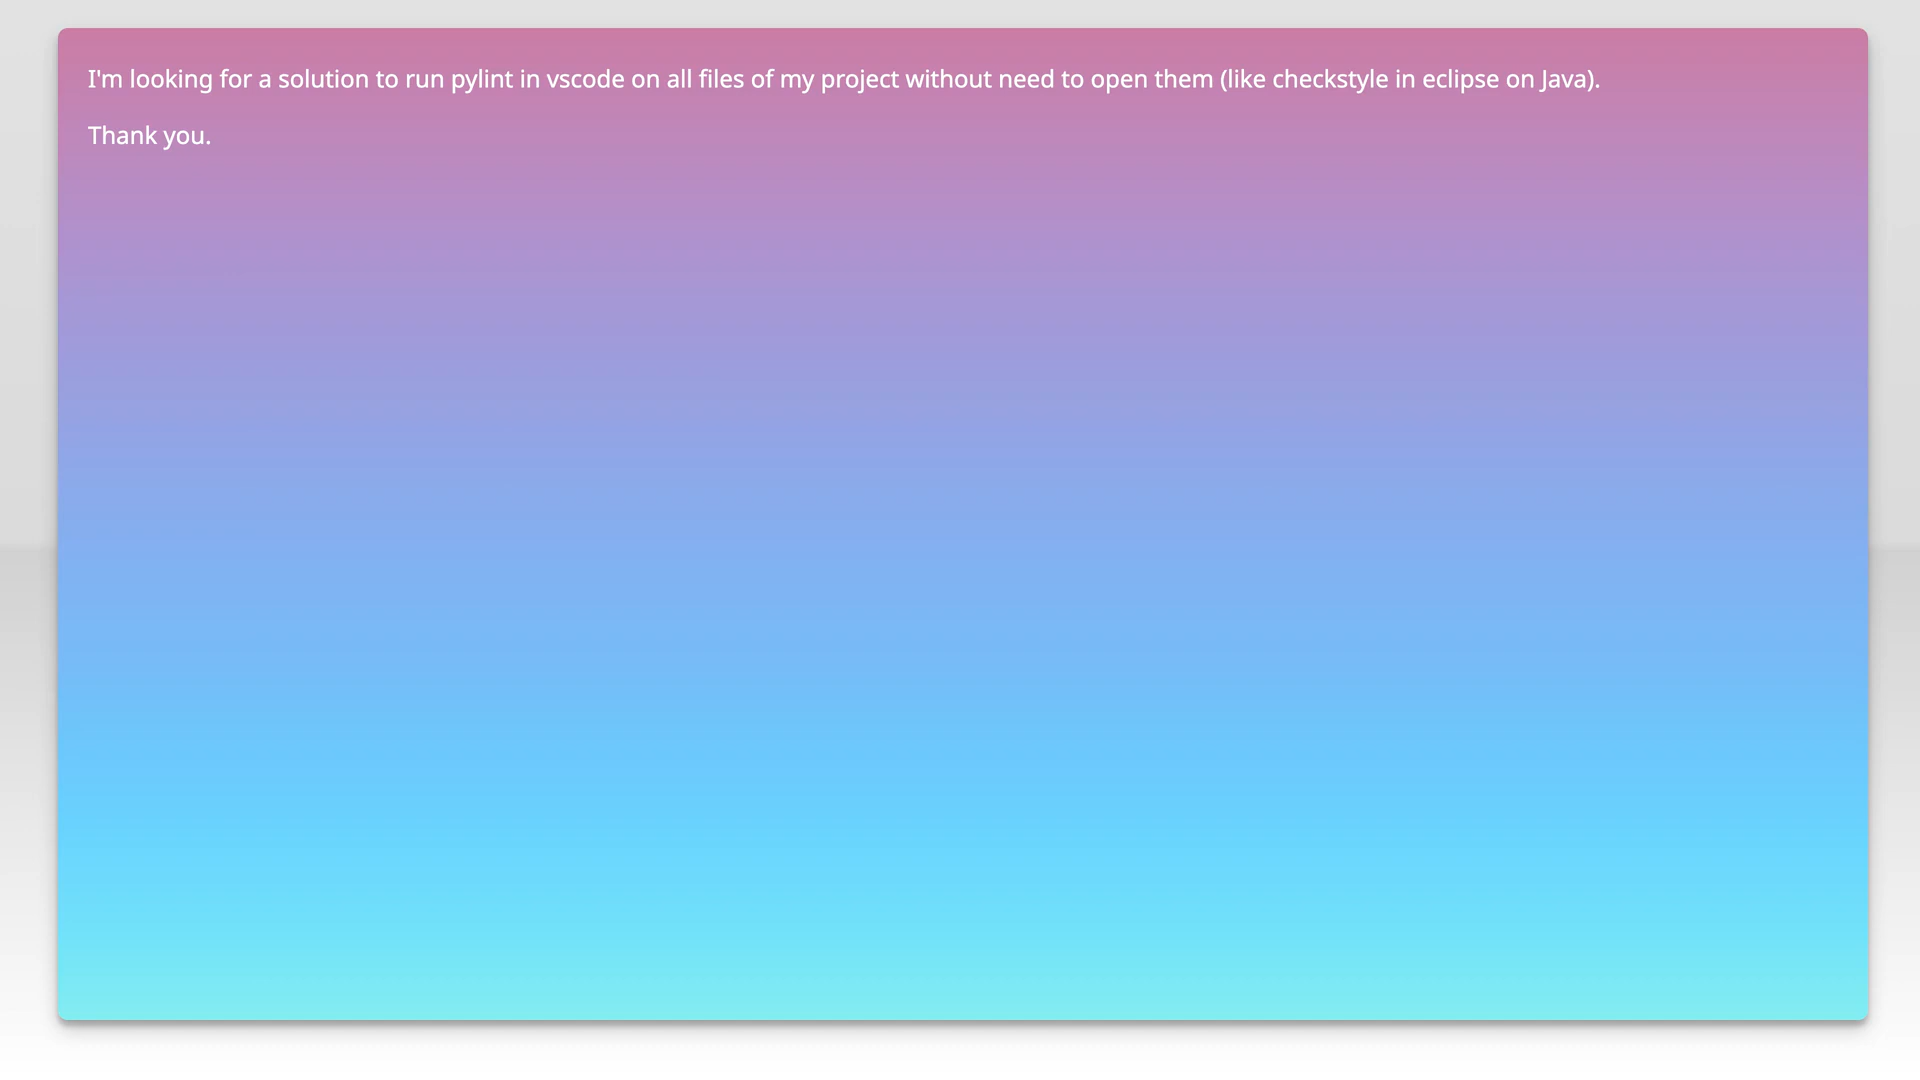 I'm looking for a solution to run pylint in vscode on all files of my project without need to open them (like checkstyle in eclipse on Java).
Thank you.